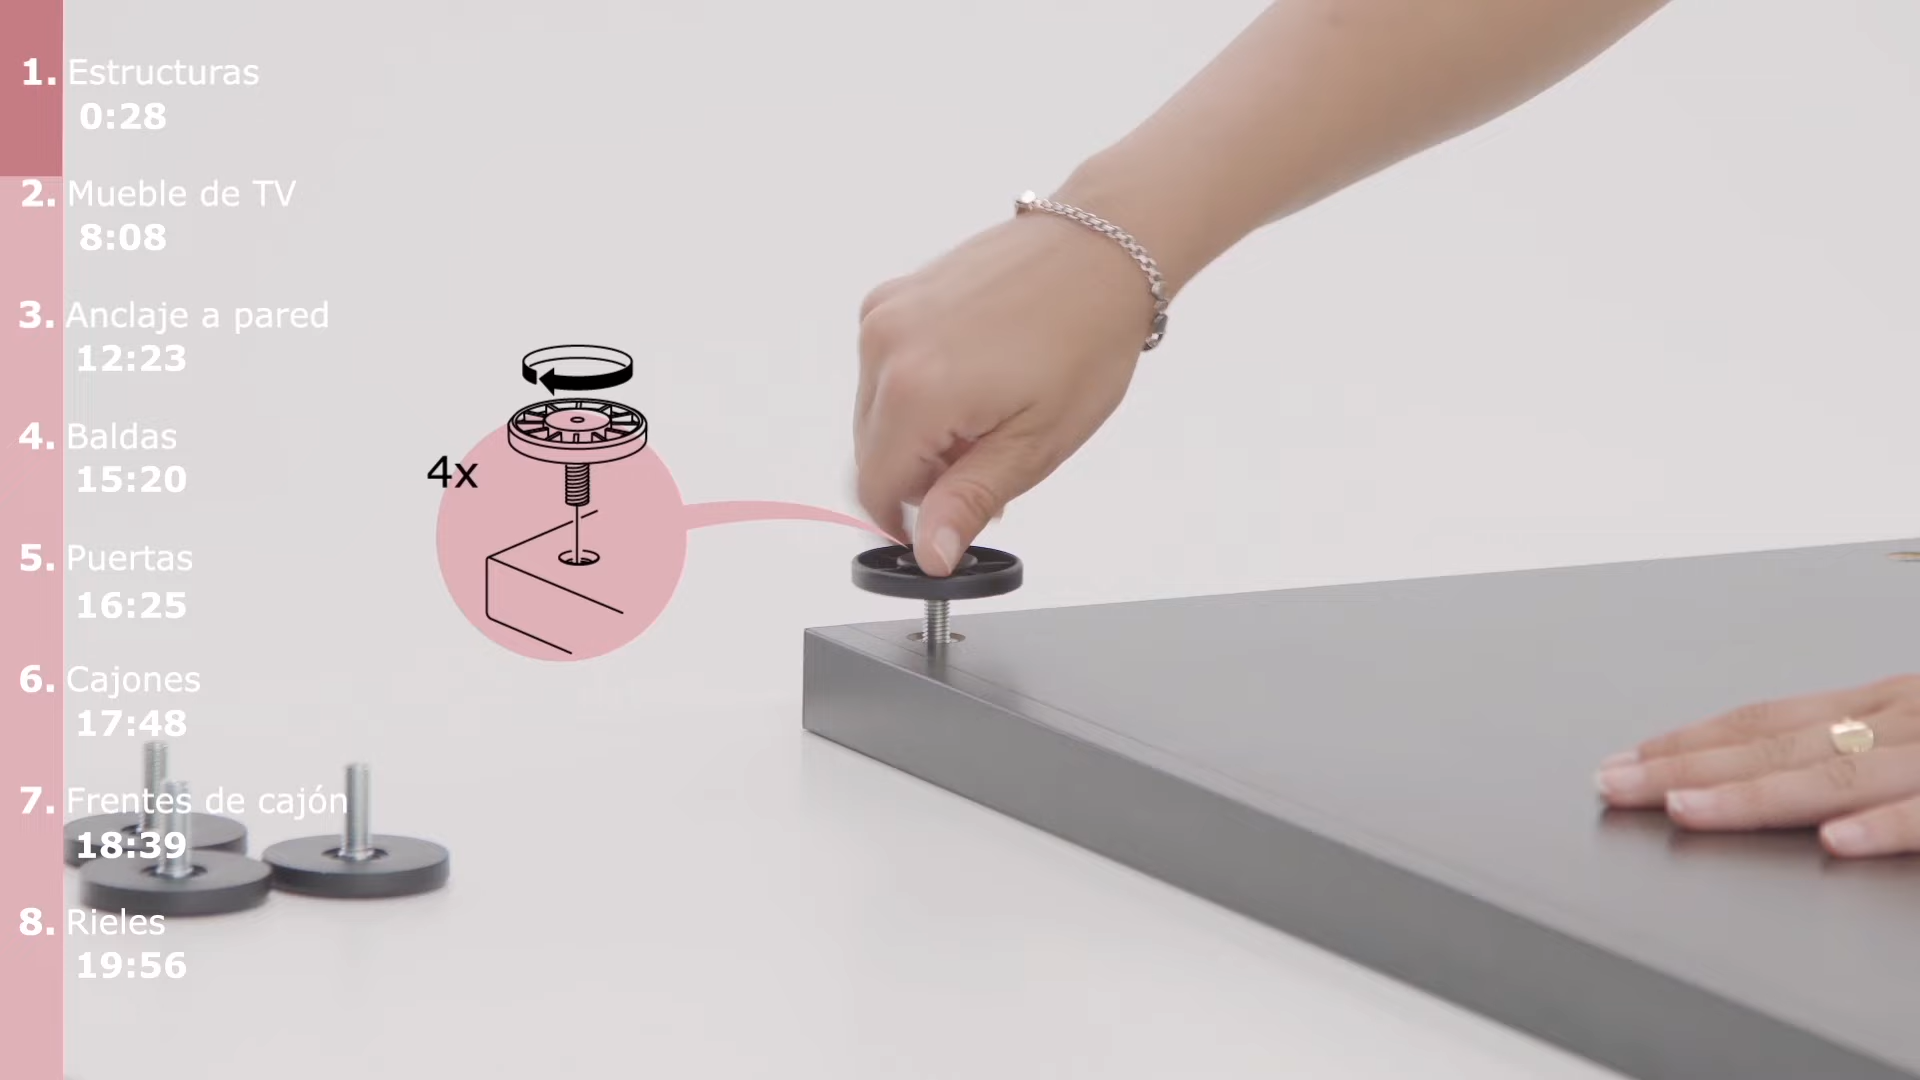 1. Estructuras
0:28
2. Mueble de TV
8:08
3. Anclaje a pared
12:23
4. Baldas
15:20
5. Puertas
16:25
6. Cajones
17:48
7. Frentes de cajón
18:39
8. Rieles
19:56
4x